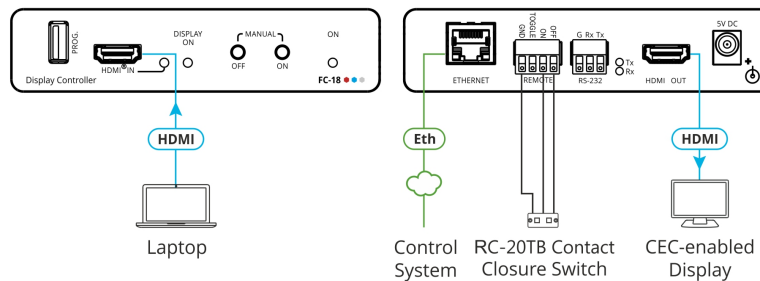 PROG.
DISPLAY
ON
MANUAL
ON
HDMI® IN
OFF
ON
Display Controller
FC-18
HDMI
Laptop
GND
TOGGLE
ON
OFF
G Rx Tx
5V DC
Tx
Rx
ETHERNET
REMOTE
RS-232
HDMI OUT
+
Eth
HDMI
Control
System
RC-20TB Contact
Closure Switch
CEC-enabled
Display